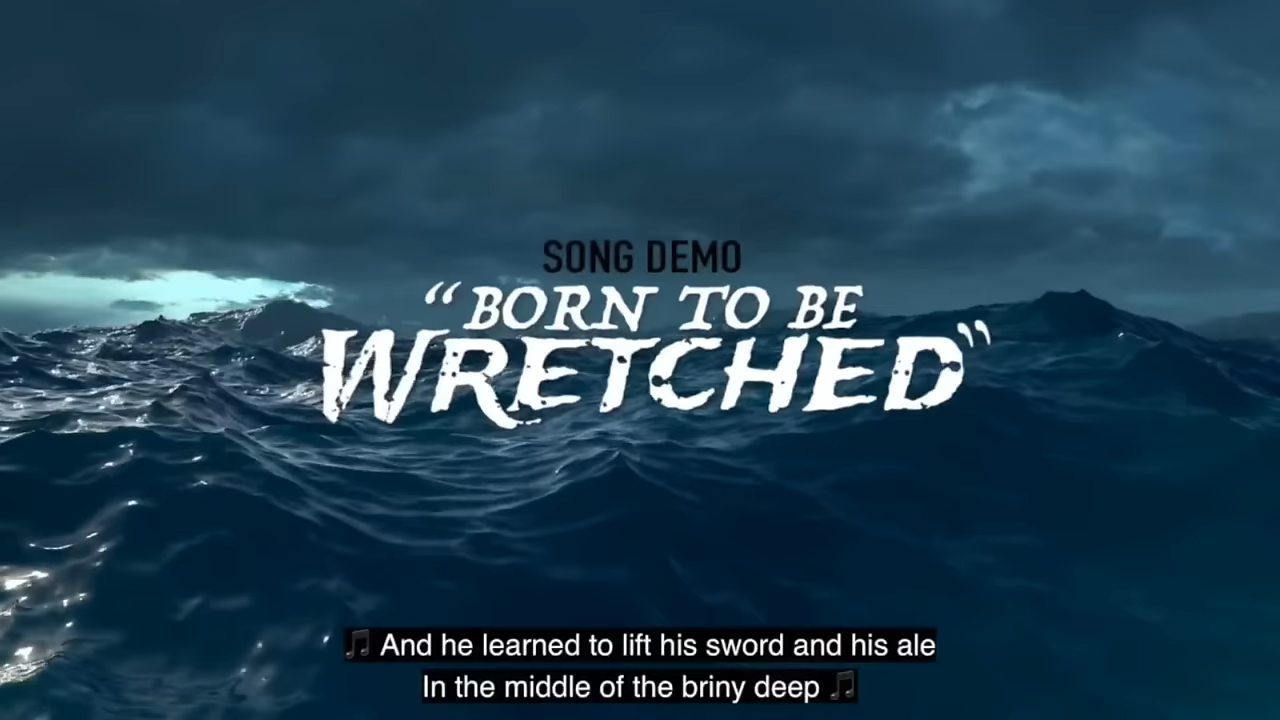 SONG DEMO
“BORN TO BE
WRETCHED”
🎵 And he learned to lift his sword and his ale
In the middle of the briny deep 🎵